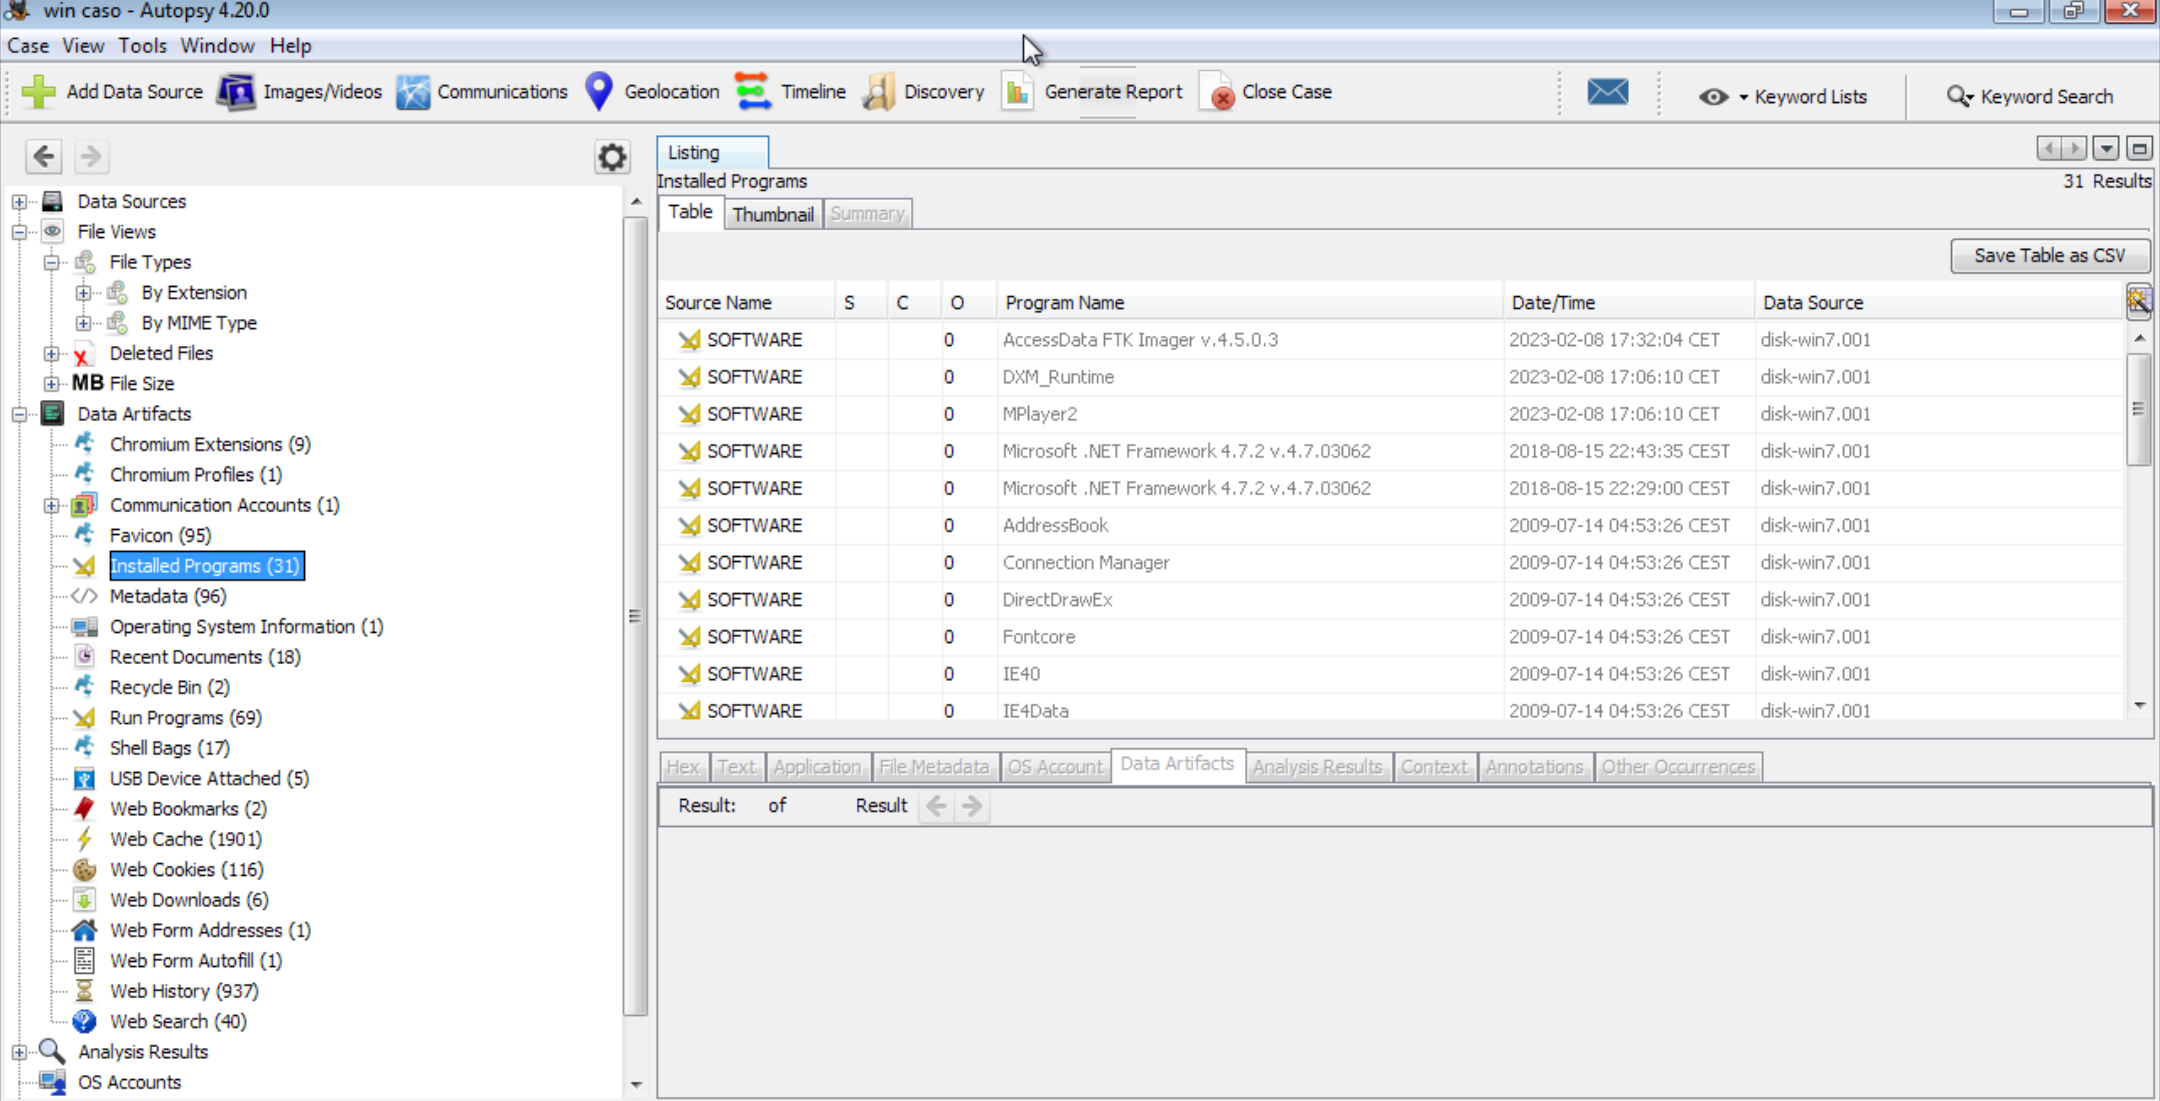 win caso - Autopsy 4.20.0
Case View Tools Window Help
Add Data Source Images/Videos Communications Geolocation Timeline Discovery Generate Report Close Case Keyword Lists Keyword Search
Listing
Installed Programs 31 Results
Table Thumbnail Summary
Save Table as CSV
Source Name S C O Program Name Date/Time Data Source
SOFTWARE 0 AccessData FTK Imager v.4.5.0.3 2023-02-08 17:32:04 CET disk-win7.001
SOFTWARE 0 DXM_Runtime 2023-02-08 17:06:10 CET disk-win7.001
SOFTWARE 0 MPlayer2 2023-02-08 17:06:10 CET disk-win7.001
SOFTWARE 0 Microsoft .NET Framework 4.7.2 v.4.7.03062 2018-08-15 22:43:35 CEST disk-win7.001
SOFTWARE 0 Microsoft .NET Framework 4.7.2 v.4.7.03062 2018-08-15 22:29:00 CEST disk-win7.001
SOFTWARE 0 AddressBook 2009-07-14 04:53:26 CEST disk-win7.001
SOFTWARE 0 Connection Manager 2009-07-14 04:53:26 CEST disk-win7.001
SOFTWARE 0 DirectDrawEx 2009-07-14 04:53:26 CEST disk-win7.001
SOFTWARE 0 Fontcore 2009-07-14 04:53:26 CEST disk-win7.001
SOFTWARE 0 IE40 2009-07-14 04:53:26 CEST disk-win7.001
SOFTWARE 0 IE4Data 2009-07-14 04:53:26 CEST disk-win7.001
Hex Text Application File Metadata OS Account Data Artifacts Analysis Results Context Annotations Other Occurrences
Result: of Result
Data Sources
File Views
File Types
By Extension
By MIME Type
Deleted Files
MB File Size
Data Artifacts
Chromium Extensions (9)
Chromium Profiles (1)
Communication Accounts (1)
Favicon (95)
Installed Programs (31)
Metadata (96)
Operating System Information (1)
Recent Documents (18)
Recycle Bin (2)
Run Programs (69)
Shell Bags (17)
USB Device Attached (5)
Web Bookmarks (2)
Web Cache (1901)
Web Cookies (116)
Web Downloads (6)
Web Form Addresses (1)
Web Form Autofill (1)
Web History (937)
Web Search (40)
Analysis Results
OS Accounts